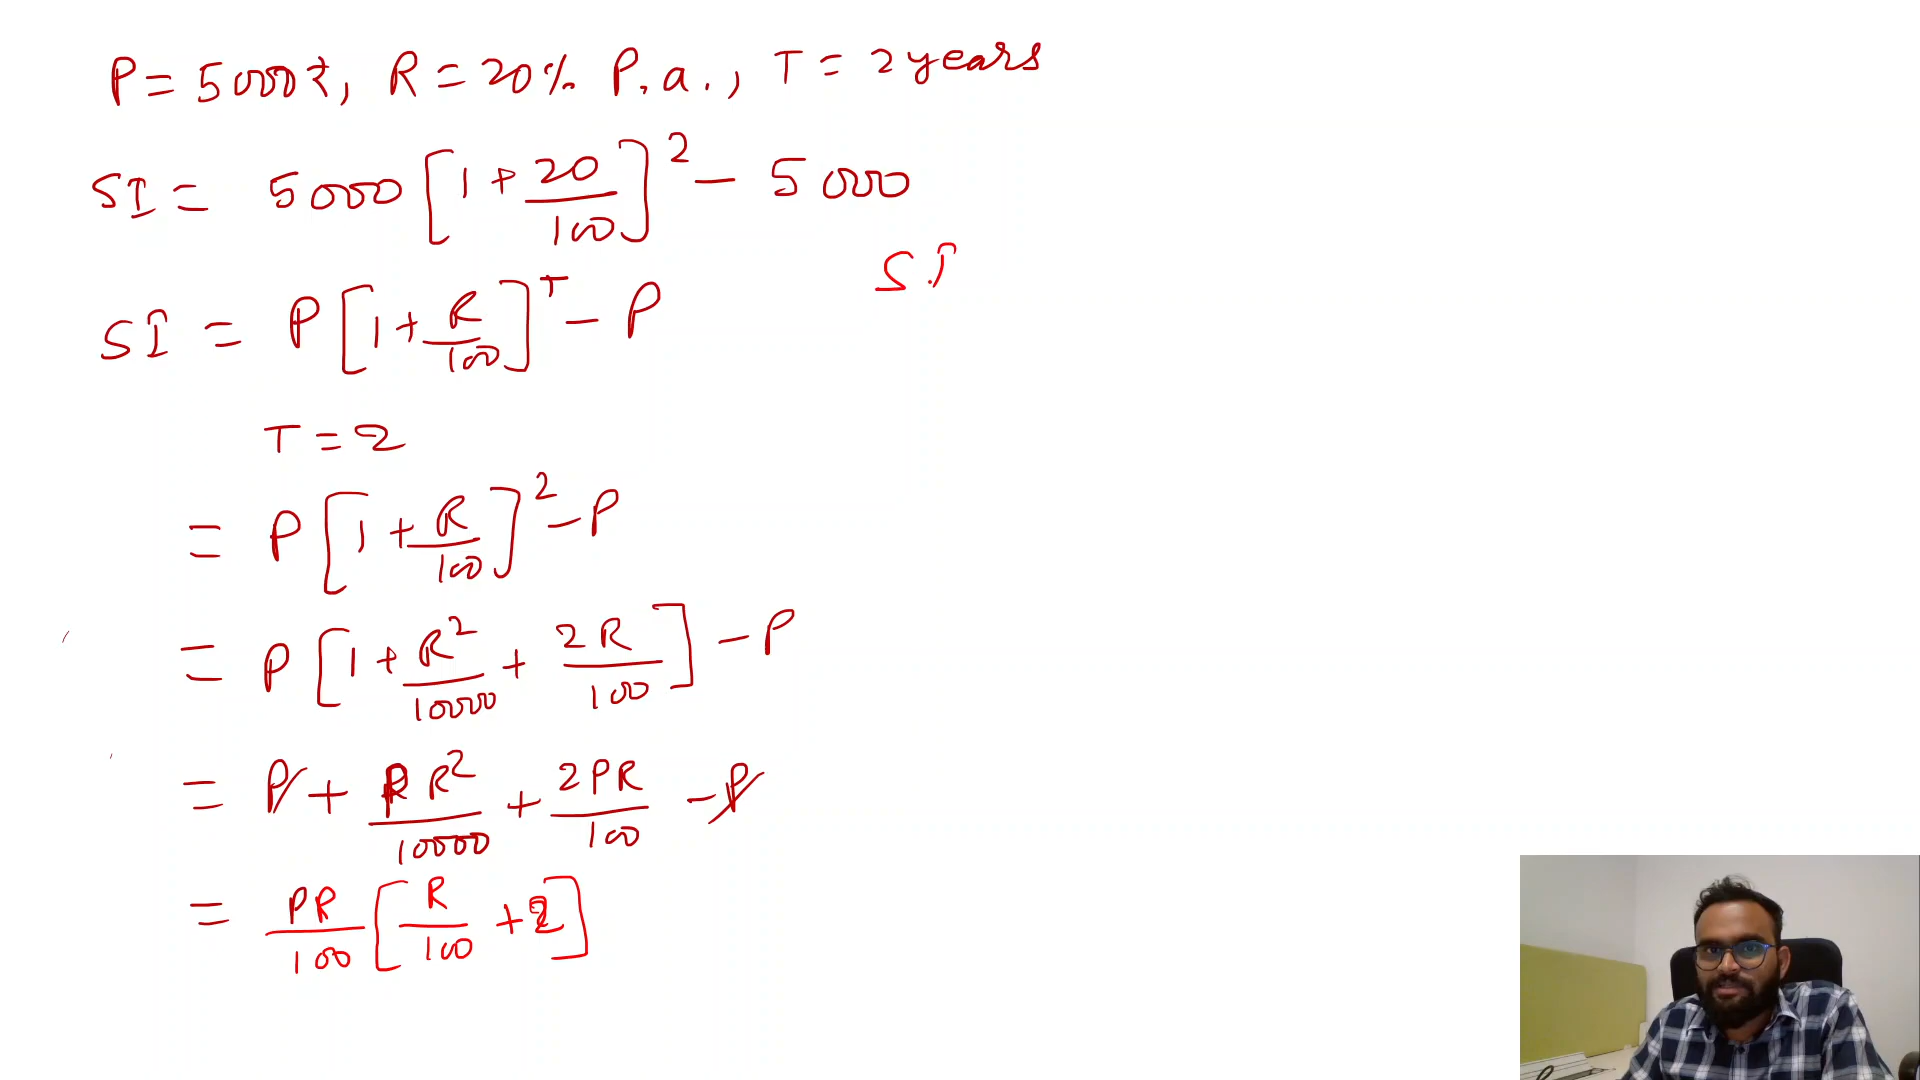 P = 5000₹, R = 20% P.a., T = 2 years
SI = 5000 [1 + 20/100]² - 5000
S.I
SI = P [1 + R/100]ᵀ - P
T = 2
= P [1 + R/100]² - P
= P [1 + R²/10000 + 2R/100] - P
= P + PR²/10000 + 2PR/100 - P
= PR/100 [R/100 + 2]